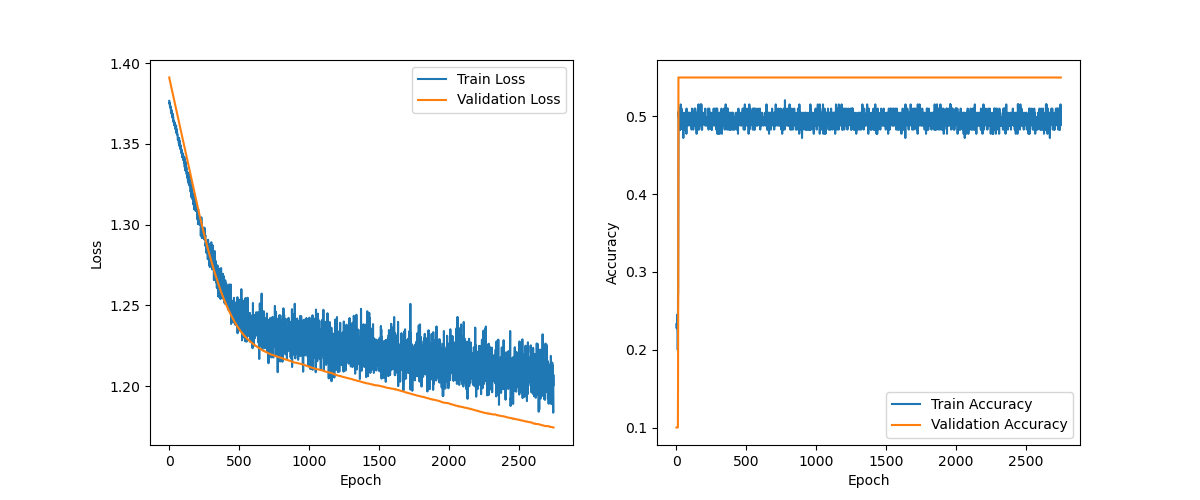 1.40
1.35
1.30
1.25
1.20
Loss
0
500
1000
1500
2000
2500
Epoch
Train Loss
Validation Loss
0.5
0.4
0.3
0.2
0.1
Accuracy
0
500
1000
1500
2000
2500
Epoch
Train Accuracy
Validation Accuracy